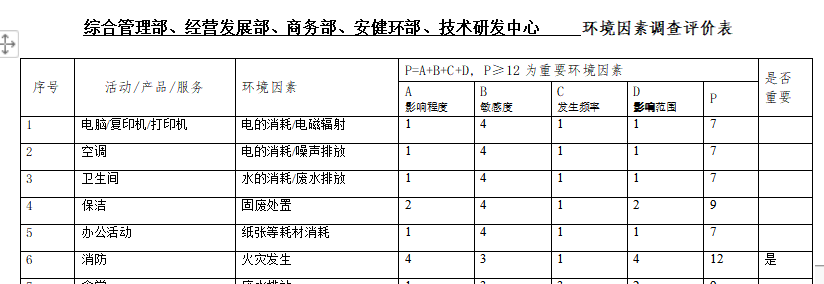 综合管理部、经营发展部、商务部、安健环部、技术研发中心 环境因素调查评价表
序号 活动/产品/服务 环境因素 P=A+B+C+D，P≥12 为重要环境因素 是否重要
A 影响程度 B 敏感度 C 发生频率 D 影响范围 P
1 电脑/复印机/打印机 电的消耗/电磁辐射 1 4 1 1 7
2 空调 电的消耗/噪声排放 1 4 1 1 7
3 卫生间 水的消耗/废水排放 1 4 1 1 7
4 保洁 固废处置 2 4 1 2 9
5 办公活动 纸张等耗材消耗 1 4 1 1 7
6 消防 火灾发生 4 3 1 4 12 是